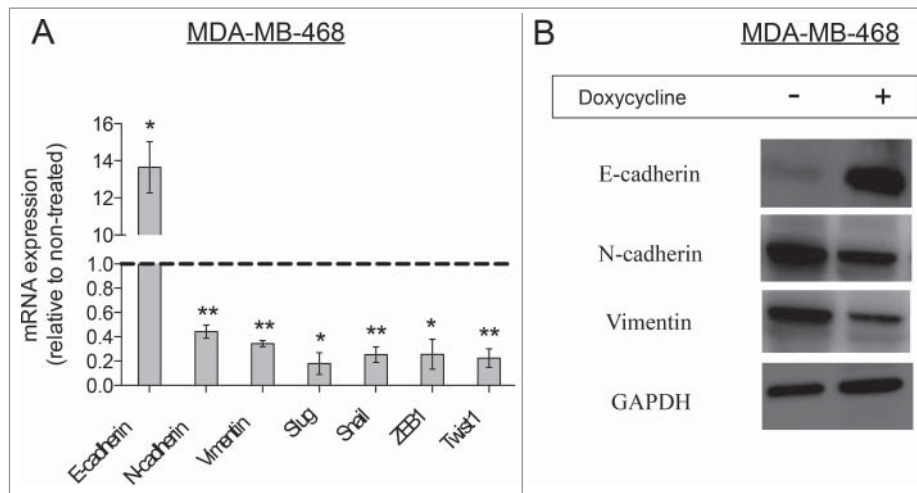 A
MDA-MB-468
mRNA expression
(relative to non-treated)
16
14
12
10
1.0
0.8
0.6
0.4
0.2
0.0
*
**
**
*
**
*
**
E-cadherin
N-cadherin
Vimentin
Slug
Snail
ZEB1
Twist1
B
MDA-MB-468
Doxycycline - +
E-cadherin
N-cadherin
Vimentin
GAPDH